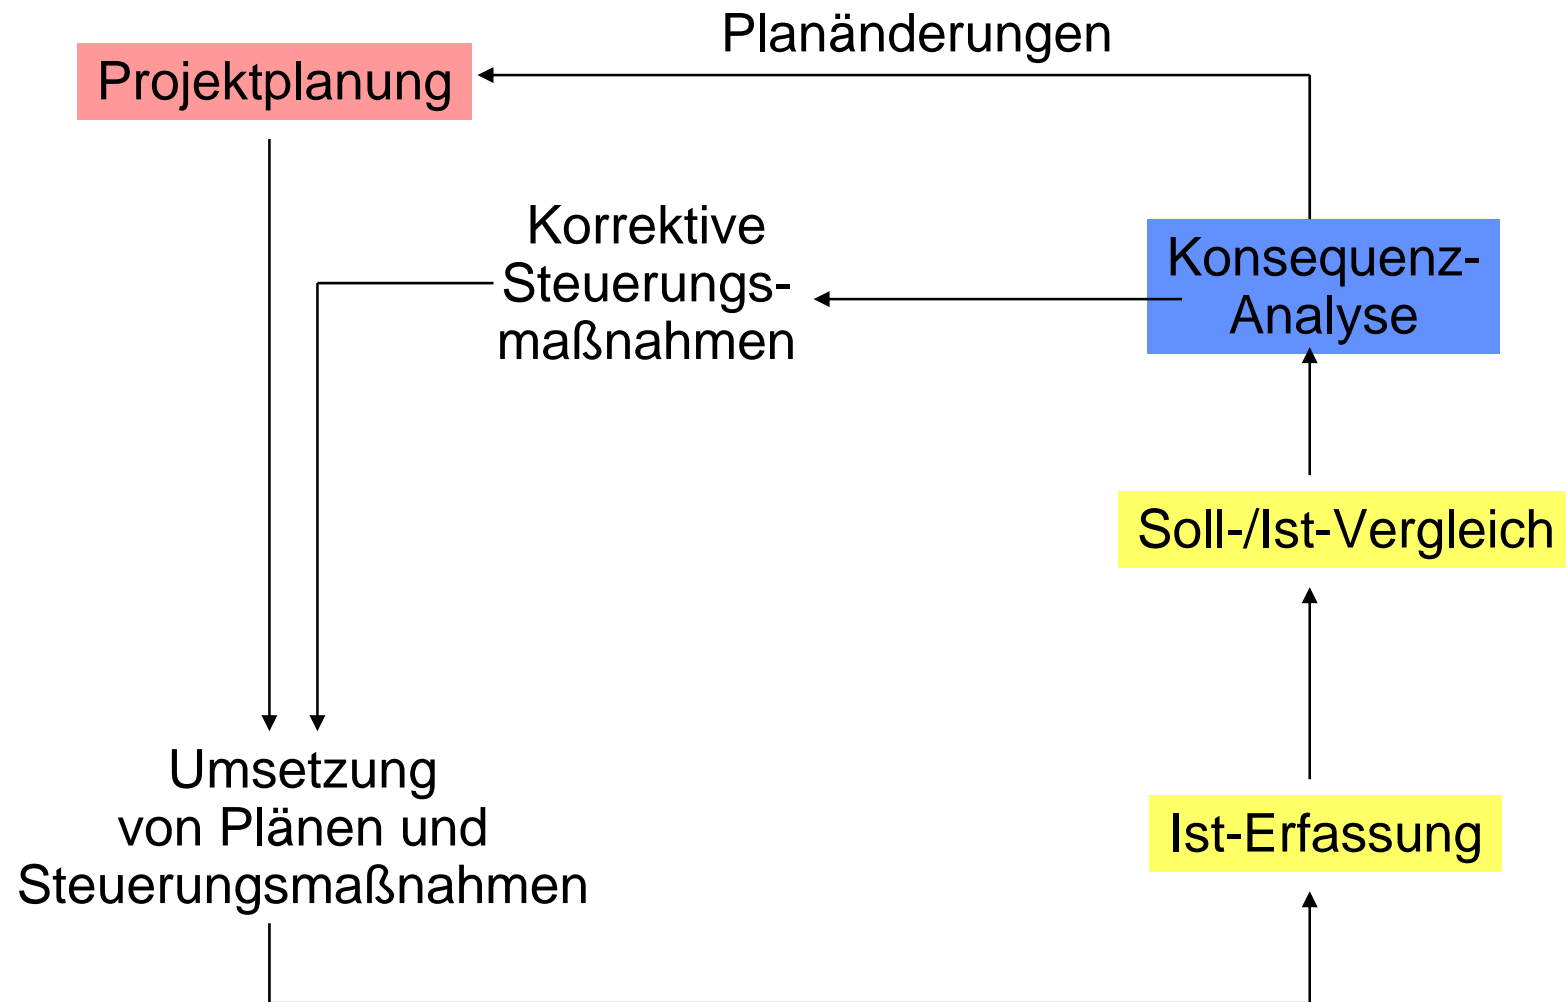 Planänderungen
Projektplanung
Korrektive
Steuerungs-
maßnahmen
Konsequenz-
Analyse
Soll-/Ist-Vergleich
Umsetzung
von Plänen und
Steuerungsmaßnahmen
Ist-Erfassung